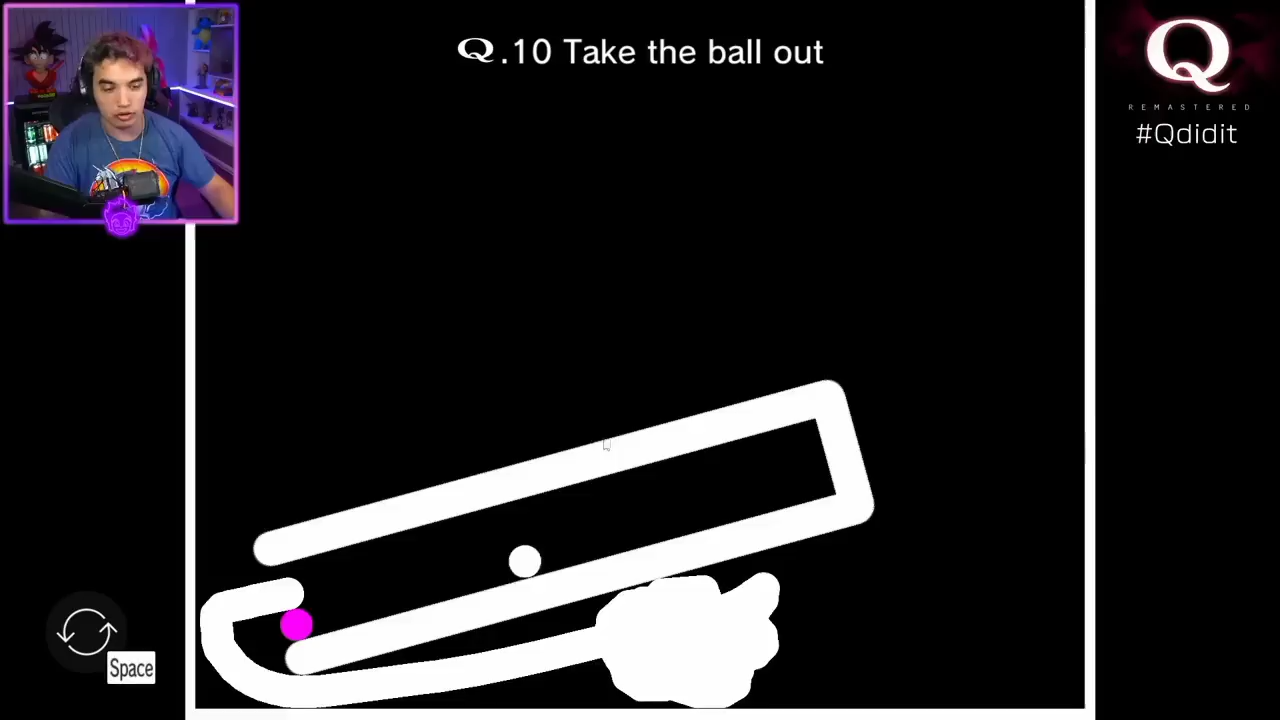 Q.10 Take the ball out
Q
REMASTERED
#Qdidit
Space